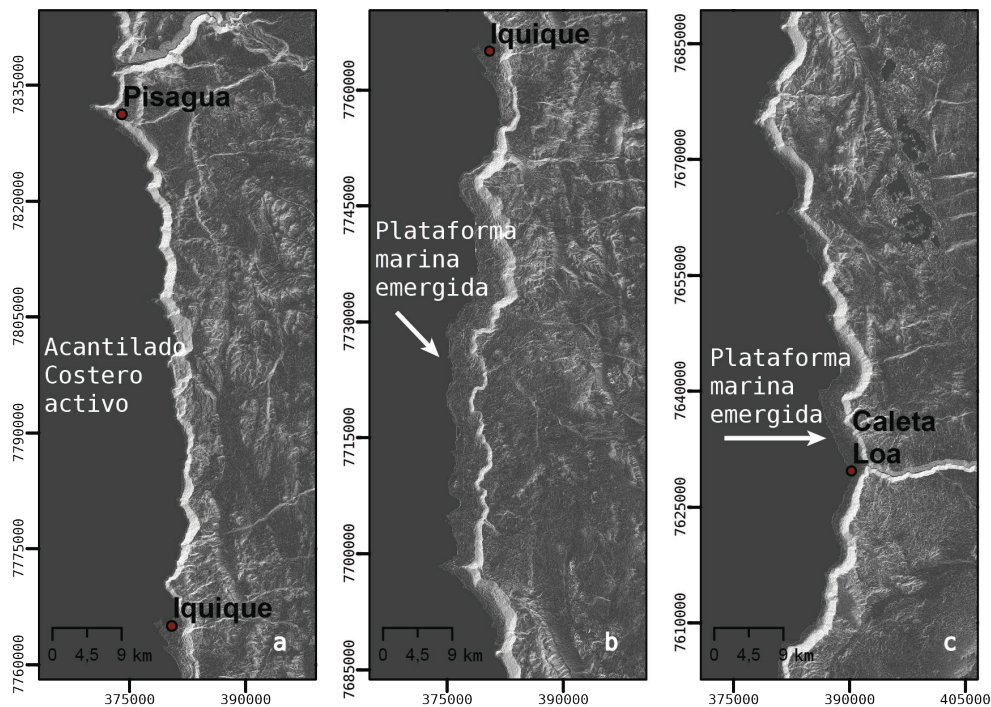 Pisagua
Acantilado
Costero
activo
Iquique
a
0 4,5 9 km
7835000
7820000
7805000
7790000
7775000
7760000
375000 390000
Iquique
Plataforma
marina
emergida
b
0 4,5 9 km
7760000
7745000
7730000
7715000
7700000
7685000
375000 390000
Plataforma
marina
emergida
Caleta
Loa
c
0 4,5 9 km
7685000
7670000
7655000
7640000
7625000
7610000
375000 390000 405000